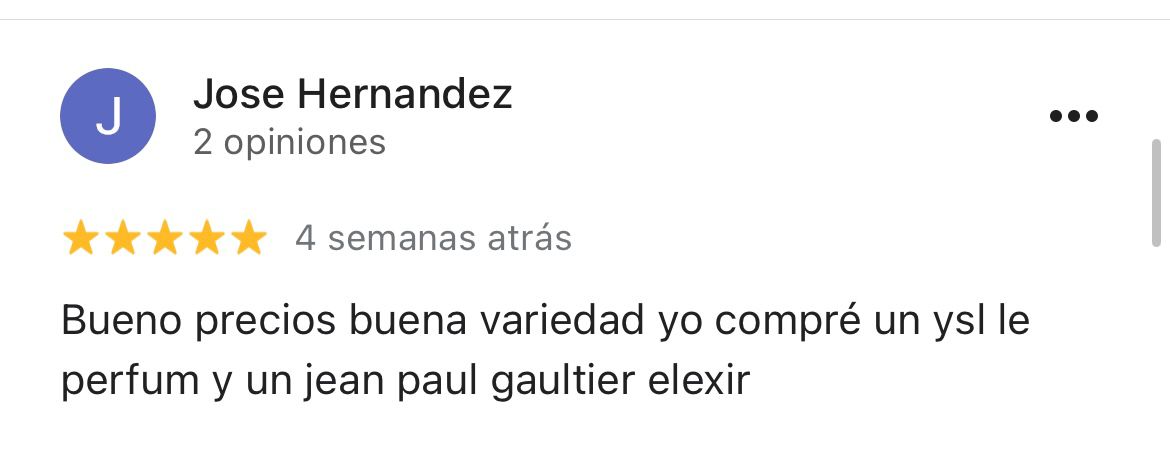 J
Jose Hernandez
2 opiniones
4 semanas atrás
Bueno precios buena variedad yo compré un ysl le
perfum y un jean paul gaultier elexir